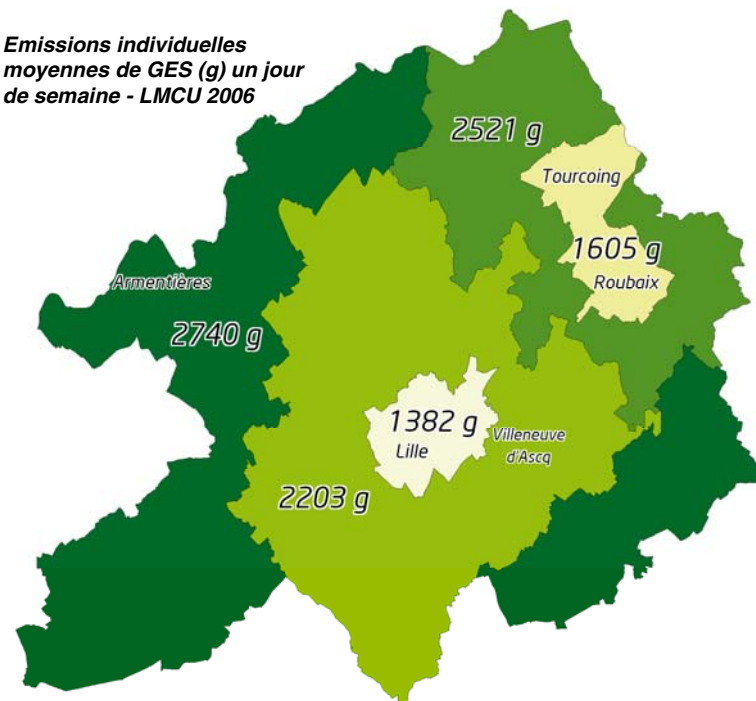 Emissions individuelles
moyennes de GES (g) un jour
de semaine - LMCU 2006
2521 g
Tourcoing
1605 g
Roubaix
Armentières
2740 g
1382 g
Lille
Villeneuve
d'Ascq
2203 g